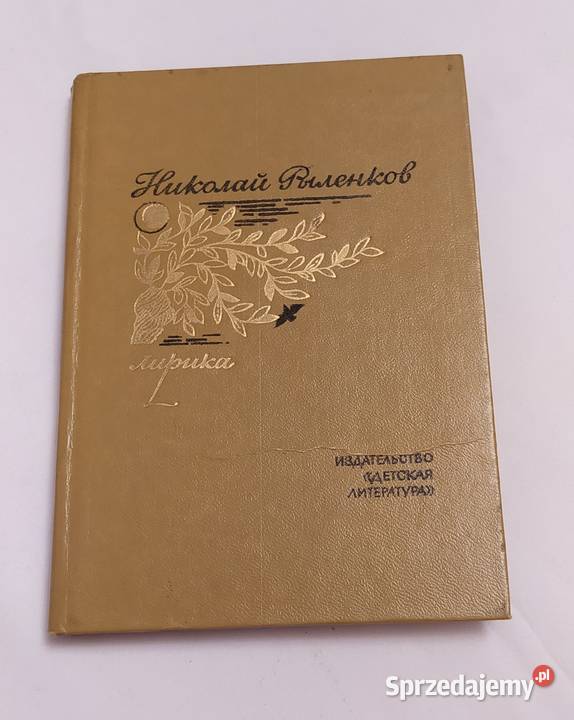 Николай Рыленков
лирика
ИЗДАТЕЛЬСТВО
«ДЕТСКАЯ
ЛИТЕРАТУРА»
Sprzedajemy.pl